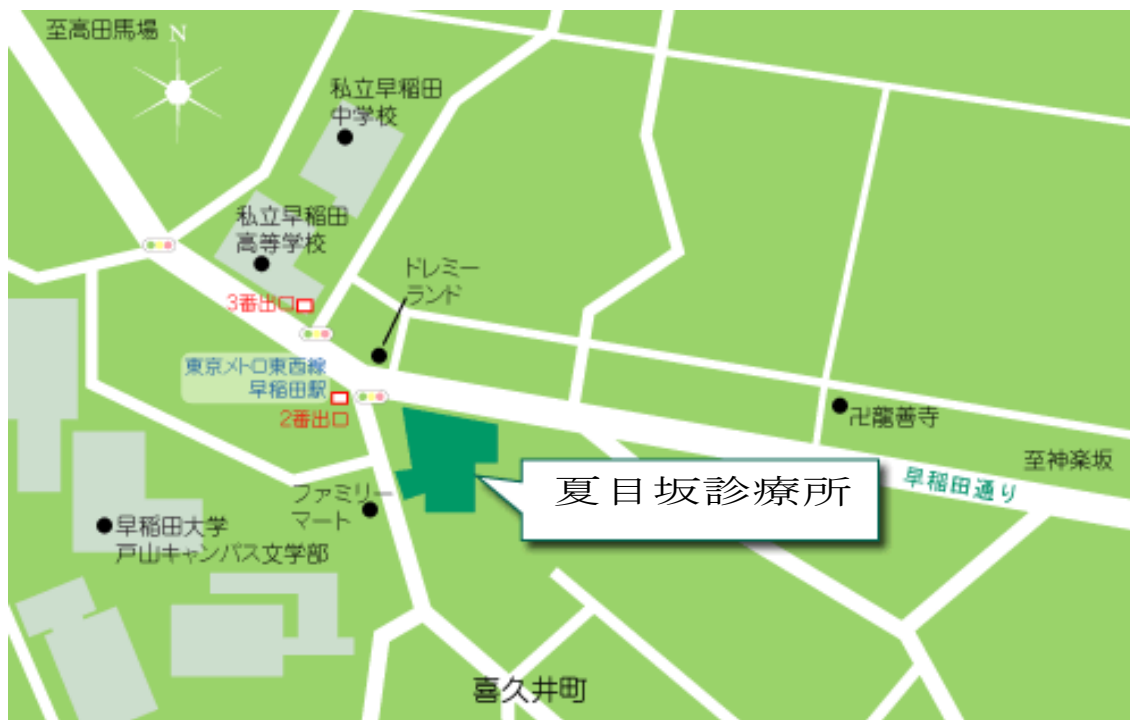 至高田馬場
N
私立早稲田
中学校
私立早稲田
高等学校
ドレミー
ランド
3番出口
東京メトロ東西線
早稲田駅
2番出口
卍龍善寺
至神楽坂
早稲田通り
夏目坂診療所
ファミリー
マート
早稲田大学
戸山キャンパス文学部
喜久井町